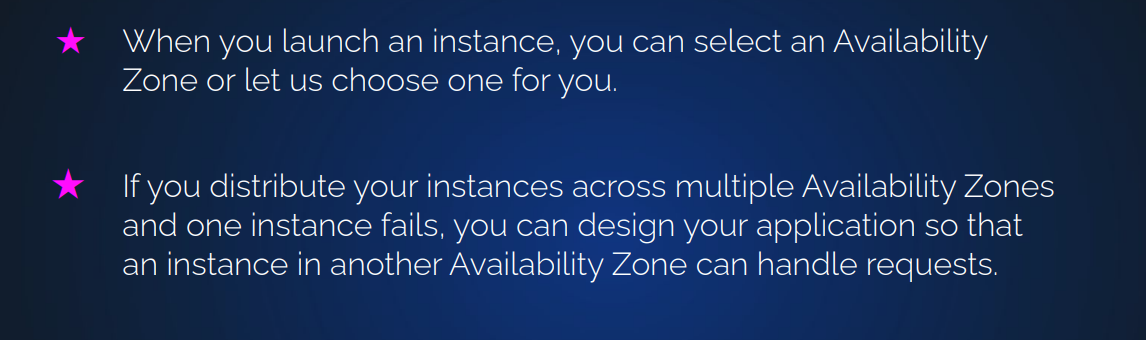 When you launch an instance, you can select an Availability
Zone or let us choose one for you.
If you distribute your instances across multiple Availability Zones
and one instance fails, you can design your application so that
an instance in another Availability Zone can handle requests.